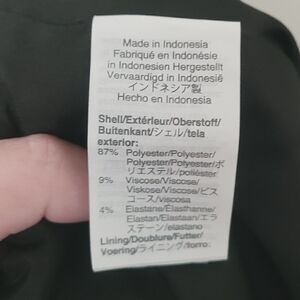 Made in Indonesia
Fabriqué en Indonésie
in Indonesien Hergestellt
Vervaardigd in Indonesië
インドネシア製
Hecho en Indonesia
Shell/Extérieur/Oberstoff/
Buitenkant/シェル/tela
exterior:
87% Polyester/Polyester/
Polyester/Polyester/ポ
リエステル/poliéster
9% Viscose/Viscose/
Viskose/Viscose/ビス
コース/viscosa
4% Elastane/Élasthanne/
Elastan/Elastaan/エラ
ステーン/elastano
Lining/Doublure/Futter/
Voering/ライニング/forro: